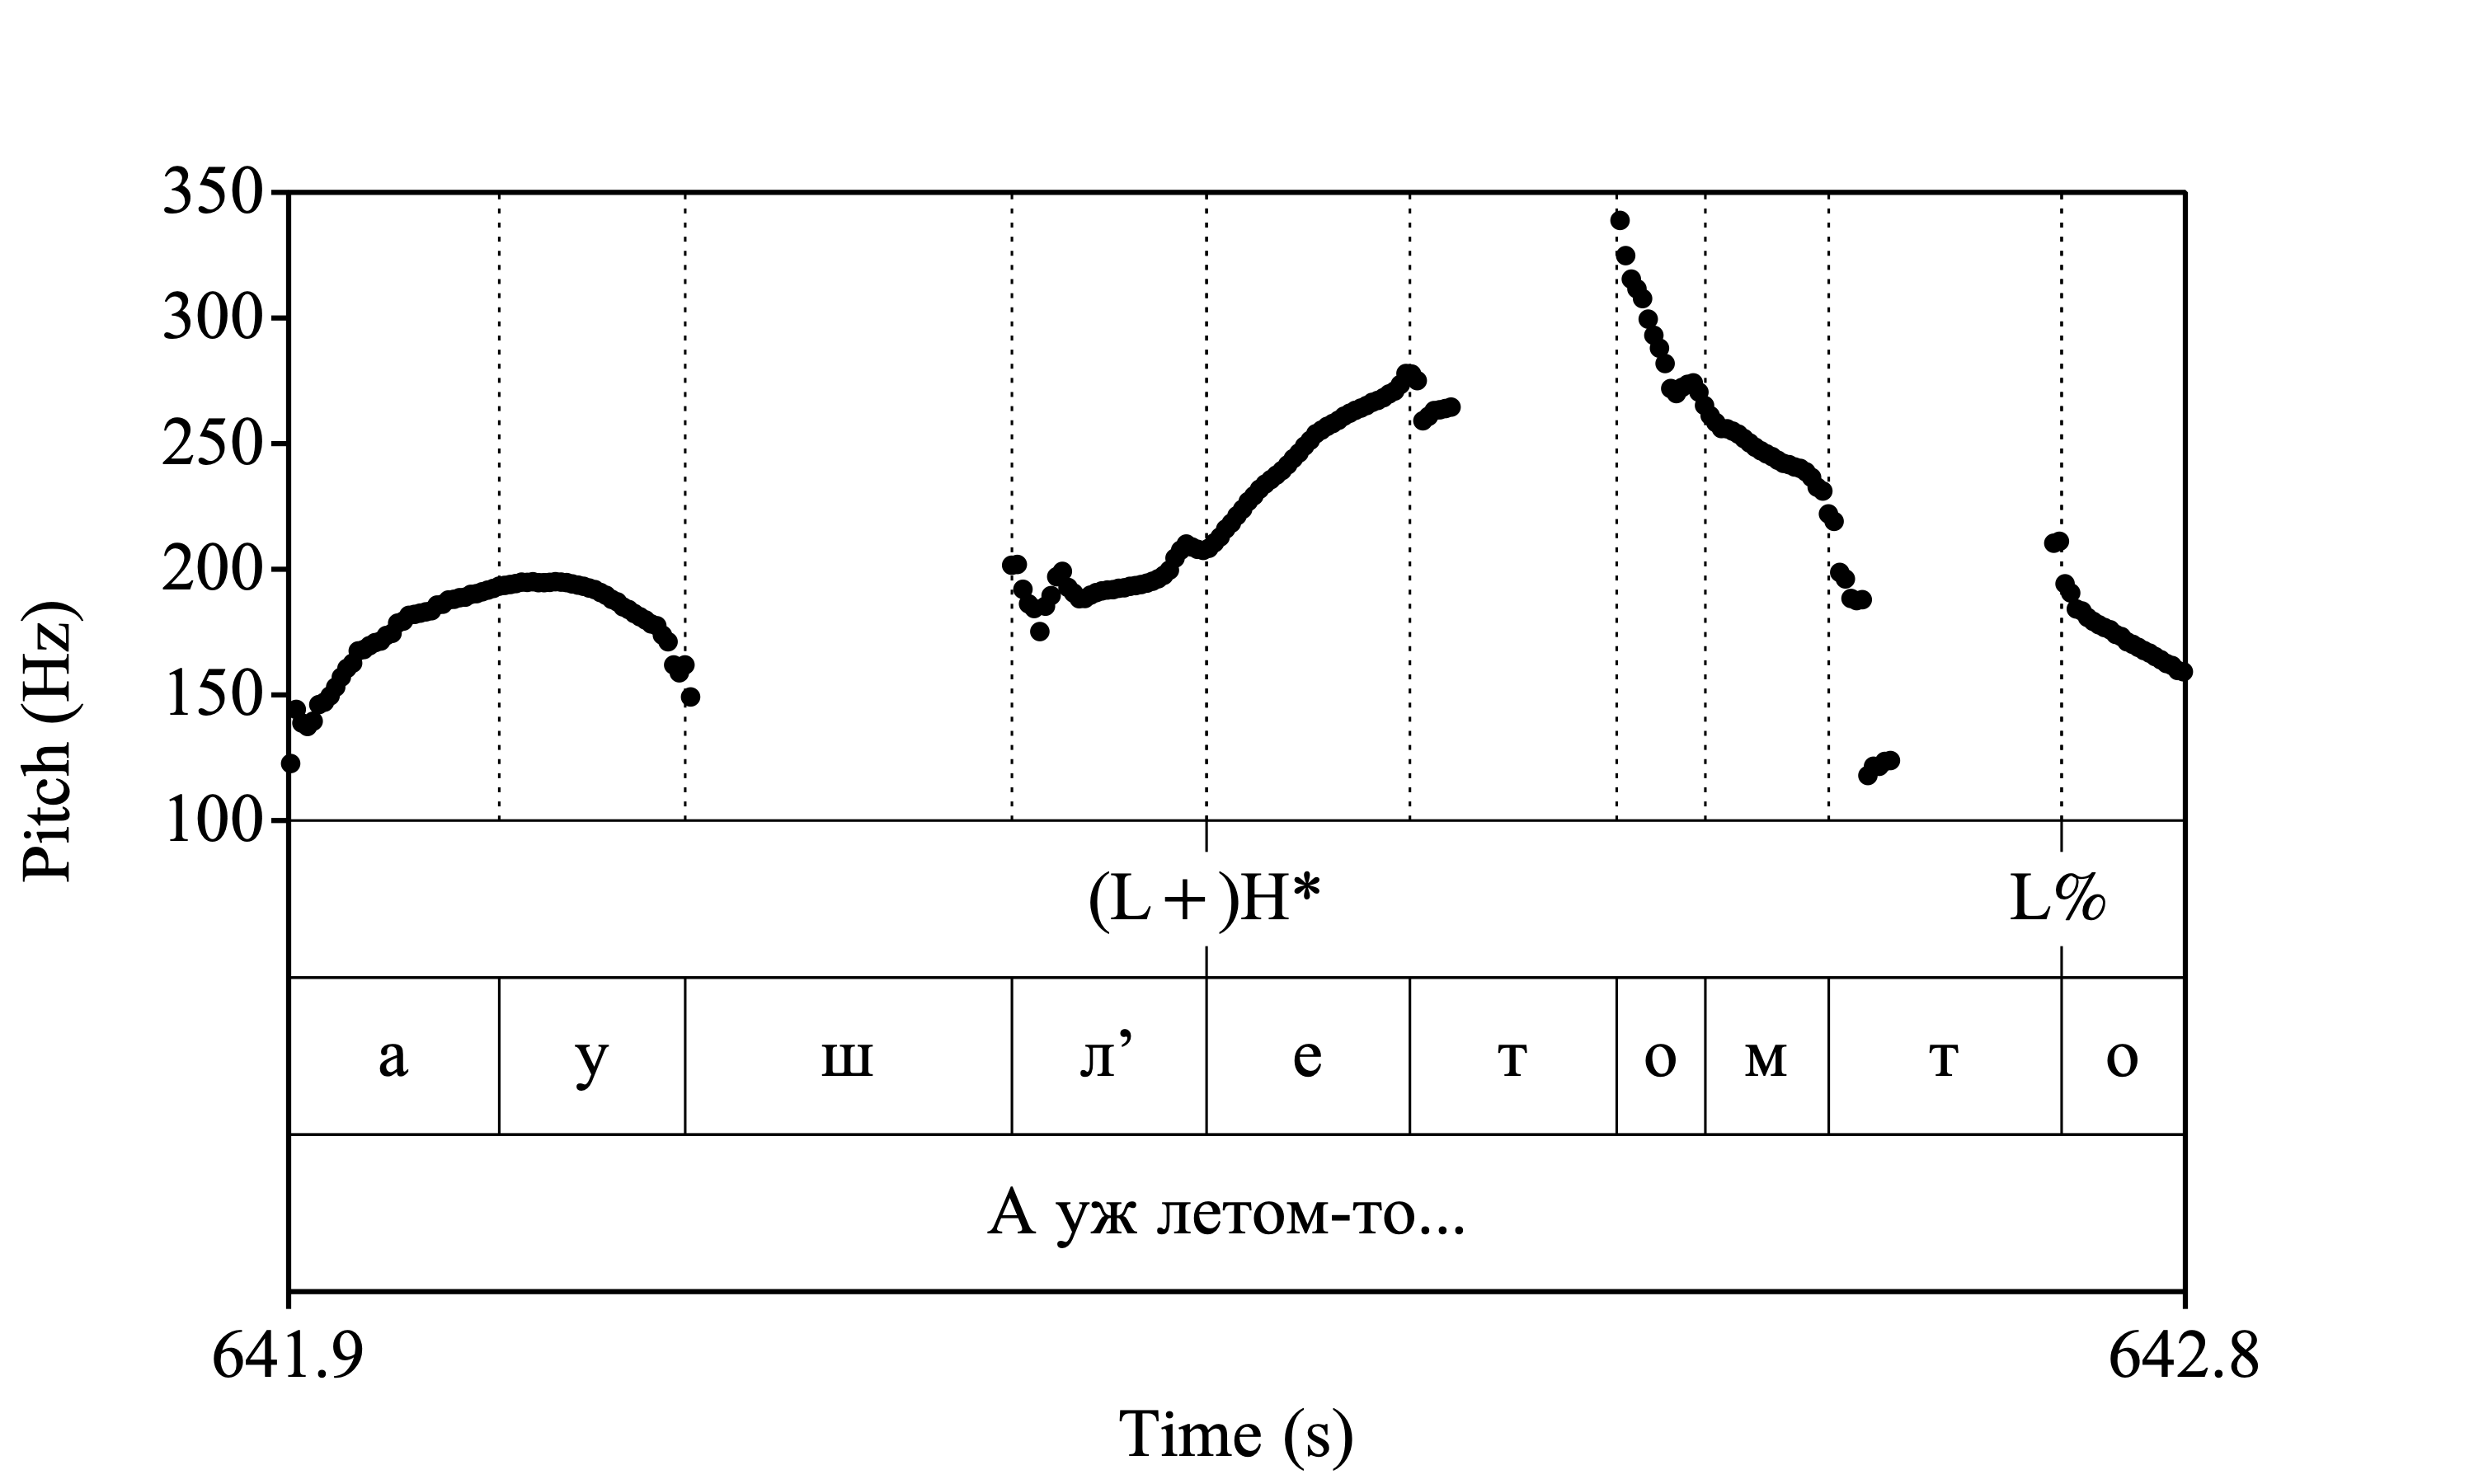 350
300
250
200
150
100
Pitch (Hz)
(L+)H* L%
а у ш л’ е т о м т о
А уж летом-то...
641.9 642.8
Time (s)